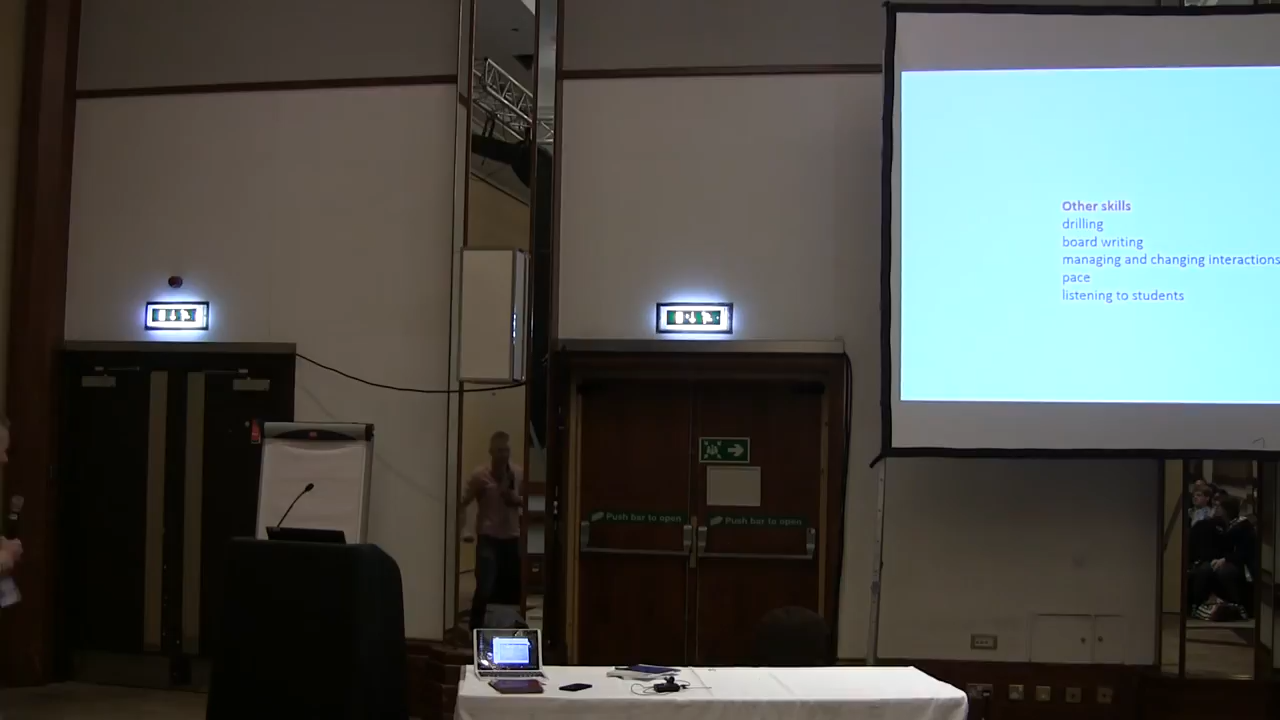 Other skills
drilling
board writing
managing and changing interactions
pace
listening to students
Push bar to open
Push bar to open